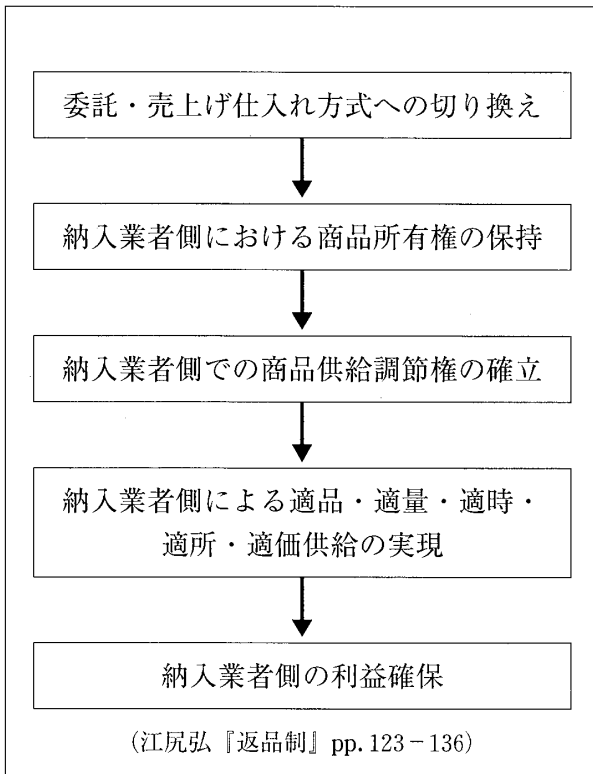 委託・売上げ仕入れ方式への切り換え
納入業者側における商品所有権の保持
納入業者側での商品供給調節権の確立
納入業者側による適品・適量・適時・
適所・適価供給の実現
納入業者側の利益確保
(江尻弘『返品制』pp.123－136)